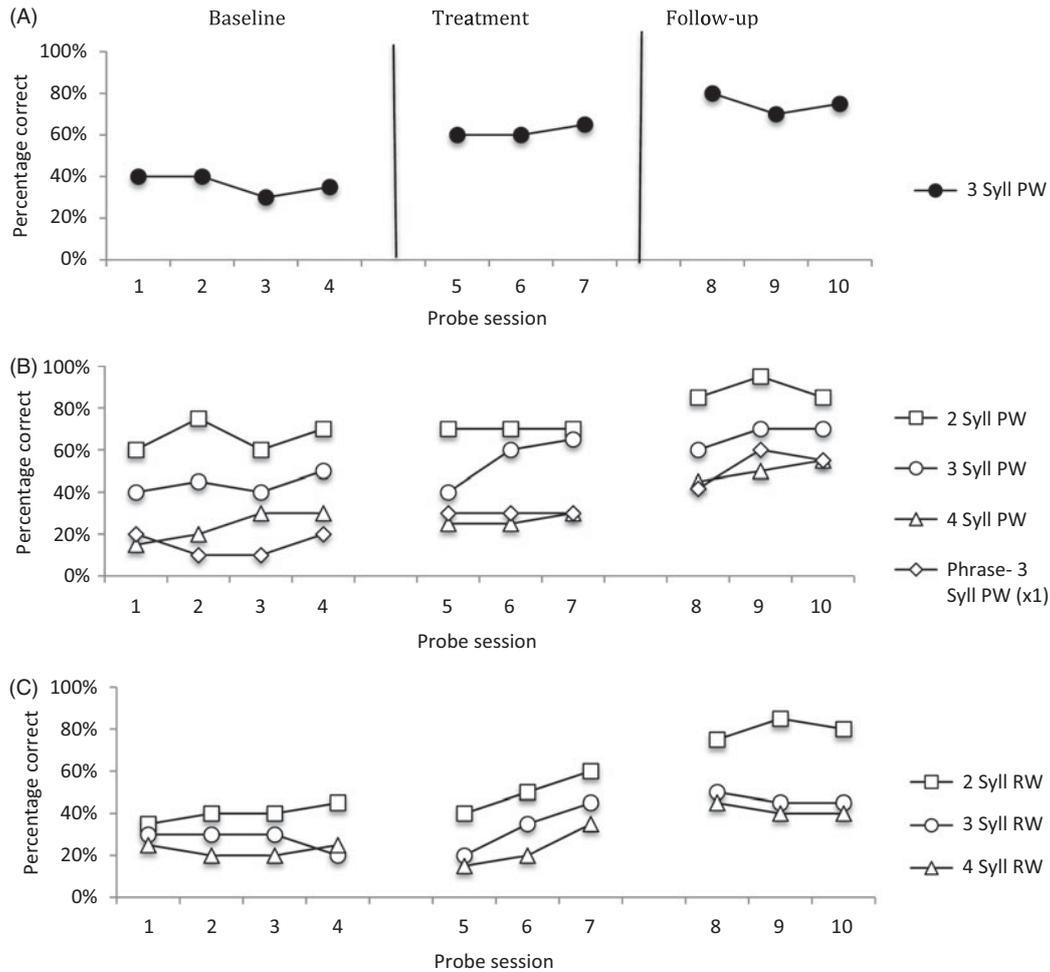 (A)
Baseline Treatment Follow-up
100%
80%
60%
40%
20%
0%
Percentage correct
1 2 3 4 5 6 7 8 9 10
Probe session
3 Syll PW
(B)
100%
80%
60%
40%
20%
0%
Percentage correct
1 2 3 4 5 6 7 8 9 10
Probe session
2 Syll PW
3 Syll PW
4 Syll PW
Phrase- 3
Syll PW (x1)
(C)
100%
80%
60%
40%
20%
0%
Percentage correct
1 2 3 4 5 6 7 8 9 10
Probe session
2 Syll RW
3 Syll RW
4 Syll RW